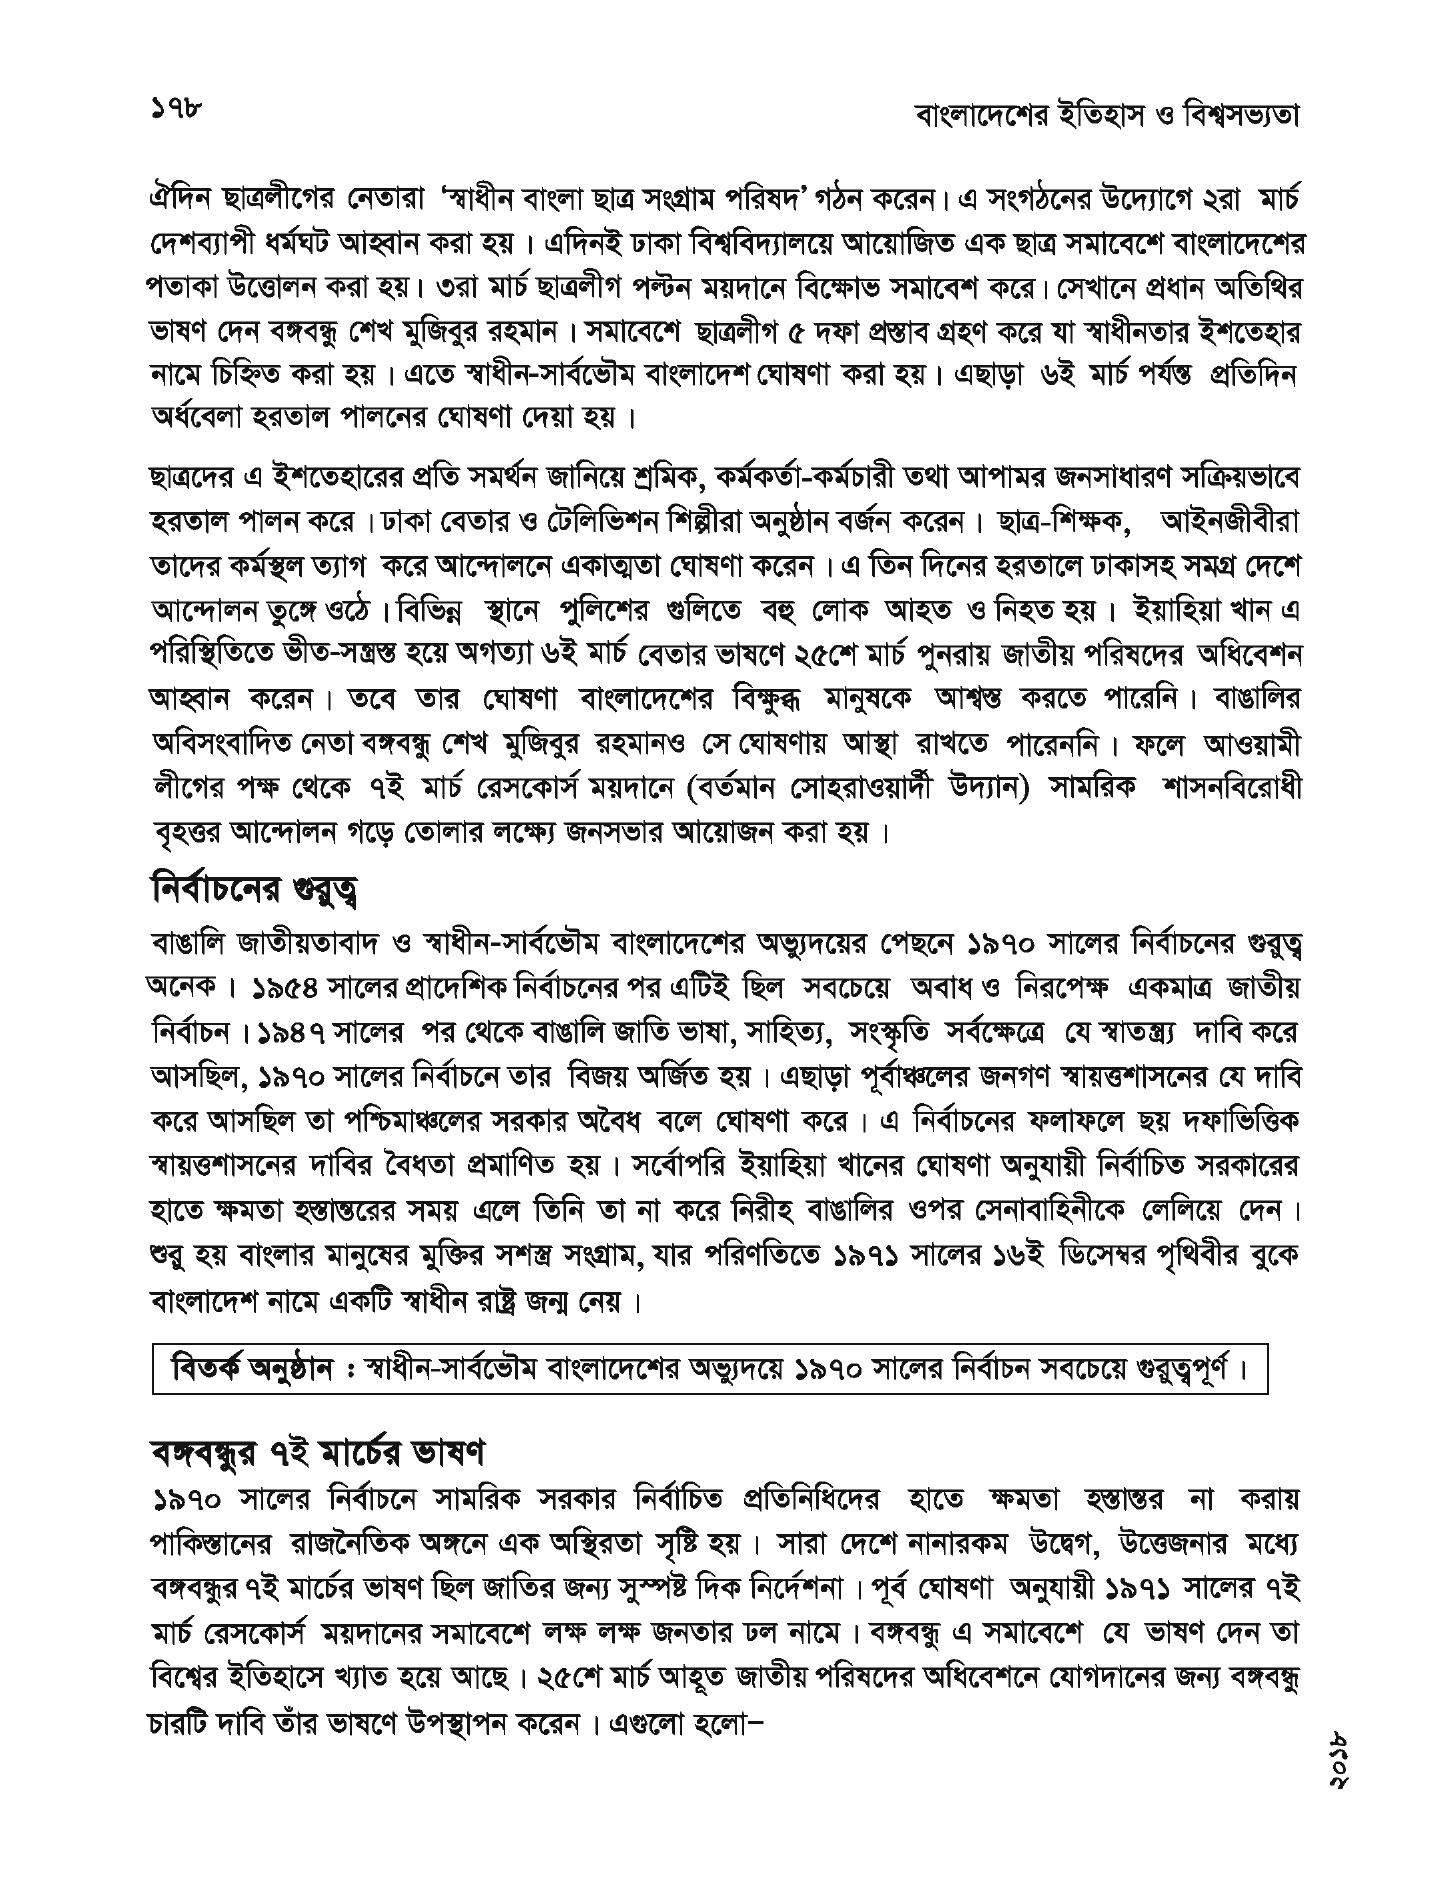 ১৭৮
বাংলাদেশের ইতিহাস ও বিশ্বসভ্যতা
ঐদিন ছাত্রলীগের নেতারা ‘স্বাধীন বাংলা ছাত্র সংগ্রাম পরিষদ’ গঠন করেন। এ সংগঠনের উদ্যোগে ২রা মার্চ
দেশব্যাপী ধর্মঘট আহ্বান করা হয় । এদিনই ঢাকা বিশ্ববিদ্যালয়ে আয়োজিত এক ছাত্র সমাবেশে বাংলাদেশের
পতাকা উত্তোলন করা হয়। ৩রা মার্চ ছাত্রলীগ পল্টন ময়দানে বিক্ষোভ সমাবেশ করে। সেখানে প্রধান অতিথির
ভাষণ দেন বঙ্গবন্ধু শেখ মুজিবুর রহমান । সমাবেশে ছাত্রলীগ ৫ দফা প্রস্তাব গ্রহণ করে যা স্বাধীনতার ইশতেহার
নামে চিহ্নিত করা হয় । এতে স্বাধীন-সার্বভৌম বাংলাদেশ ঘোষণা করা হয়। এছাড়া ৬ই মার্চ পর্যন্ত প্রতিদিন
অর্ধবেলা হরতাল পালনের ঘোষণা দেয়া হয় ।
ছাত্রদের এ ইশতেহারের প্রতি সমর্থন জানিয়ে শ্রমিক, কর্মকর্তা-কর্মচারী তথা আপামর জনসাধারণ সক্রিয়ভাবে
হরতাল পালন করে । ঢাকা বেতার ও টেলিভিশন শিল্পীরা অনুষ্ঠান বর্জন করেন । ছাত্র-শিক্ষক, আইনজীবীরা
তাদের কর্মস্থল ত্যাগ করে আন্দোলনে একাত্মতা ঘোষণা করেন । এ তিন দিনের হরতালে ঢাকাসহ সমগ্র দেশে
আন্দোলন তুঙ্গে ওঠে । বিভিন্ন স্থানে পুলিশের গুলিতে বহু লোক আহত ও নিহত হয় । ইয়াহিয়া খান এ
পরিস্থিতিতে ভীত-সন্ত্রস্ত হয়ে অগত্যা ৬ই মার্চ বেতার ভাষণে ২৫শে মার্চ পুনরায় জাতীয় পরিষদের অধিবেশন
আহ্বান করেন । তবে তার ঘোষণা বাংলাদেশের বিক্ষুব্ধ মানুষকে আশ্বস্ত করতে পারেনি । বাঙালির
অবিসংবাদিত নেতা বঙ্গবন্ধু শেখ মুজিবুর রহমানও সে ঘোষণায় আস্থা রাখতে পারেননি । ফলে আওয়ামী
লীগের পক্ষ থেকে ৭ই মার্চ রেসকোর্স ময়দানে (বর্তমান সোহরাওয়ার্দী উদ্যান) সামরিক শাসনবিরোধী
বৃহত্তর আন্দোলন গড়ে তোলার লক্ষ্যে জনসভার আয়োজন করা হয় ।
নির্বাচনের গুরুত্ব
বাঙালি জাতীয়তাবাদ ও স্বাধীন-সার্বভৌম বাংলাদেশের অভ্যুদয়ের পেছনে ১৯৭০ সালের নির্বাচনের গুরুত্ব
অনেক । ১৯৫৪ সালের প্রাদেশিক নির্বাচনের পর এটিই ছিল সবচেয়ে অবাধ ও নিরপেক্ষ একমাত্র জাতীয়
নির্বাচন । ১৯৪৭ সালের পর থেকে বাঙালি জাতি ভাষা, সাহিত্য, সংস্কৃতি সর্বক্ষেত্রে যে স্বাতন্ত্র্য দাবি করে
আসছিল, ১৯৭০ সালের নির্বাচনে তার বিজয় অর্জিত হয় । এছাড়া পূর্বাঞ্চলের জনগণ স্বায়ত্তশাসনের যে দাবি
করে আসছিল তা পশ্চিমাঞ্চলের সরকার অবৈধ বলে ঘোষণা করে । এ নির্বাচনের ফলাফলে ছয় দফাভিত্তিক
স্বায়ত্তশাসনের দাবির বৈধতা প্রমাণিত হয় । সর্বোপরি ইয়াহিয়া খানের ঘোষণা অনুযায়ী নির্বাচিত সরকারের
হাতে ক্ষমতা হস্তান্তরের সময় এলে তিনি তা না করে নিরীহ বাঙালির ওপর সেনাবাহিনীকে লেলিয়ে দেন ।
শুরু হয় বাংলার মানুষের মুক্তির সশস্ত্র সংগ্রাম, যার পরিণতিতে ১৯৭১ সালের ১৬ই ডিসেম্বর পৃথিবীর বুকে
বাংলাদেশ নামে একটি স্বাধীন রাষ্ট্র জন্ম নেয় ।
বিতর্ক অনুষ্ঠান : স্বাধীন-সার্বভৌম বাংলাদেশের অভ্যুদয়ে ১৯৭০ সালের নির্বাচন সবচেয়ে গুরুত্বপূর্ণ ।
বঙ্গবন্ধুর ৭ই মার্চের ভাষণ
১৯৭০ সালের নির্বাচনে সামরিক সরকার নির্বাচিত প্রতিনিধিদের হাতে ক্ষমতা হস্তান্তর না করায়
পাকিস্তানের রাজনৈতিক অঙ্গনে এক অস্থিরতা সৃষ্টি হয় । সারা দেশে নানারকম উদ্বেগ, উত্তেজনার মধ্যে
বঙ্গবন্ধুর ৭ই মার্চের ভাষণ ছিল জাতির জন্য সুস্পষ্ট দিক নির্দেশনা । পূর্ব ঘোষণা অনুযায়ী ১৯৭১ সালের ৭ই
মার্চ রেসকোর্স ময়দানের সমাবেশে লক্ষ লক্ষ জনতার ঢল নামে । বঙ্গবন্ধু এ সমাবেশে যে ভাষণ দেন তা
বিশ্বের ইতিহাসে খ্যাত হয়ে আছে । ২৫শে মার্চ আহূত জাতীয় পরিষদের অধিবেশনে যোগদানের জন্য বঙ্গবন্ধু
চারটি দাবি তাঁর ভাষণে উপস্থাপন করেন । এগুলো হলো–
২০১৮